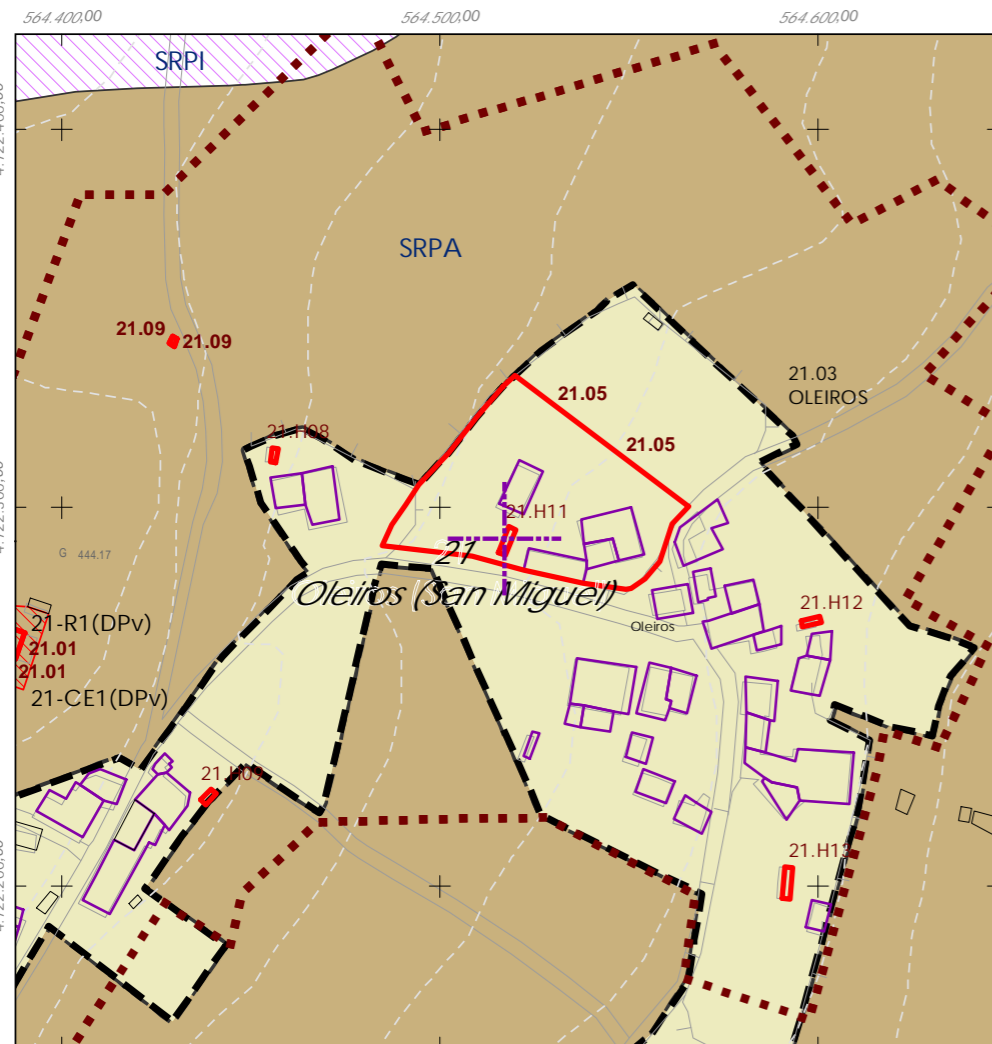 564.400,00
564.500,00
564.600,00
SRPI
SRPA
21.09
21.09
21.03
OLEIROS
21.05
21.05
21.H08
21.H11
21
Oleiros (San Miguel)
G 444.17
21-R1(DPv)
21.01
21.01
21-CE1(DPv)
21.H12
Oleiros
21.H09
21.H13